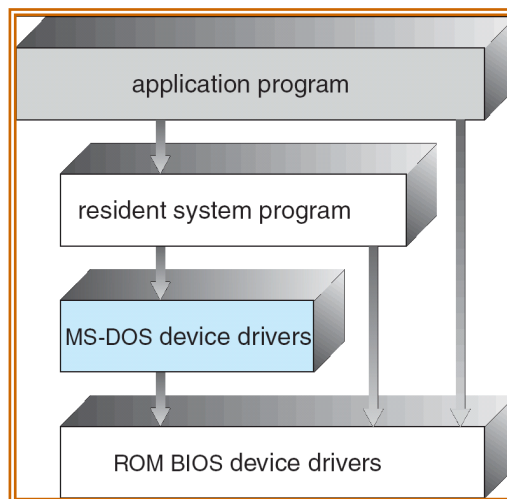 application program
resident system program
MS-DOS device drivers
ROM BIOS device drivers